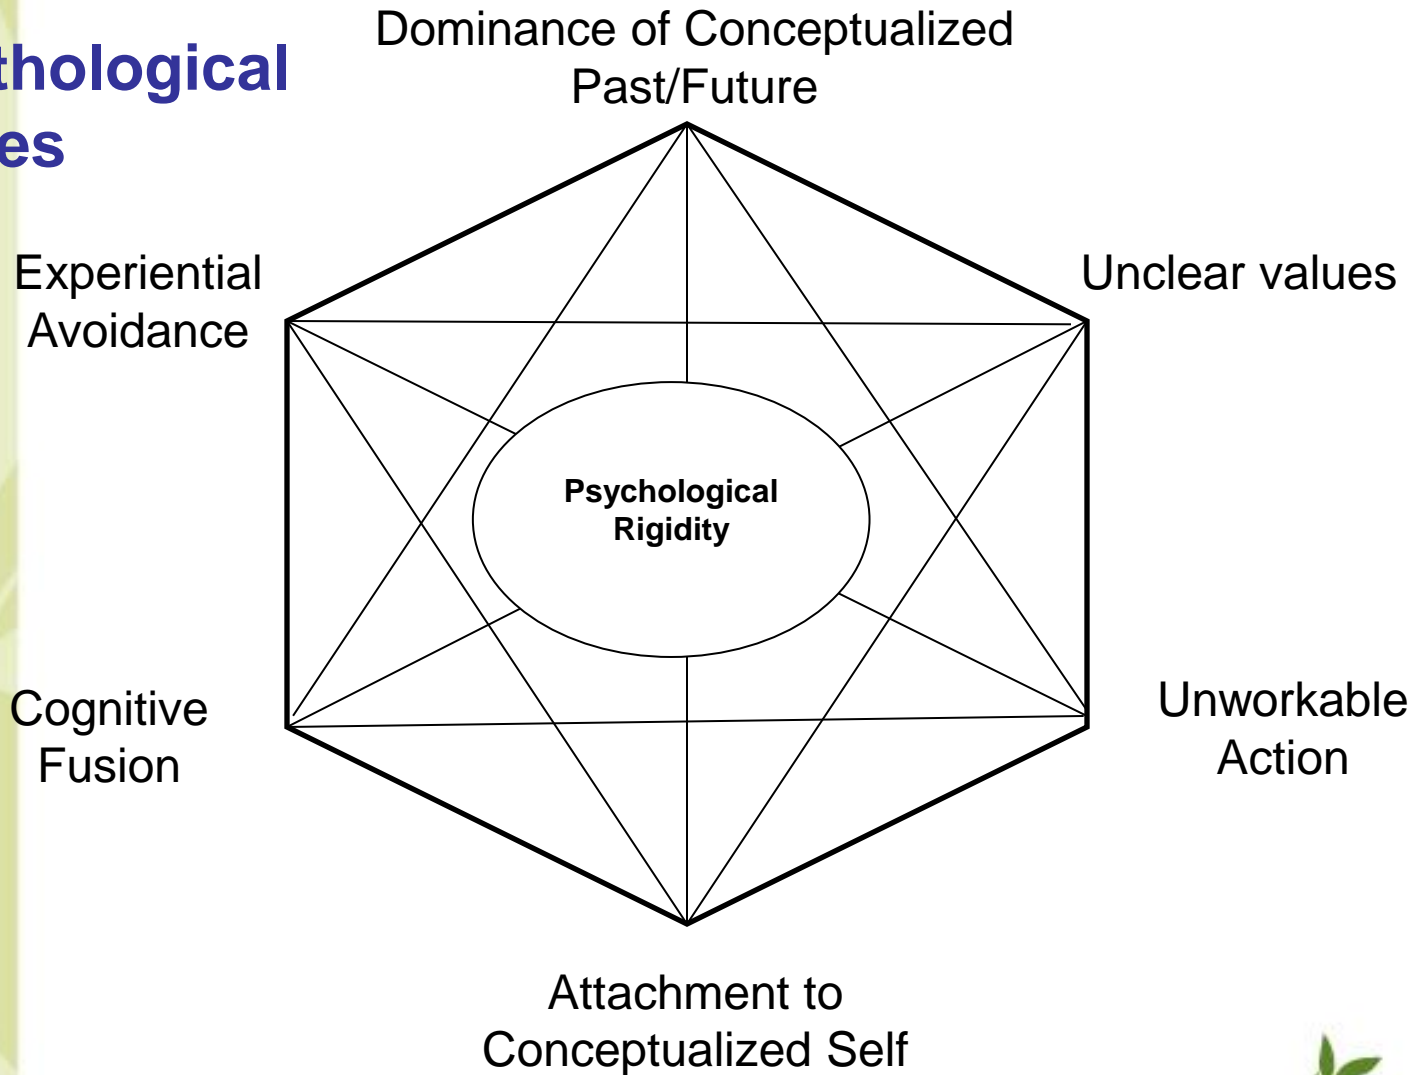 Dominance of Conceptualized
Past/Future
thological
es
Experiential
Avoidance
Unclear values
Psychological
Rigidity
Cognitive
Fusion
Unworkable
Action
Attachment to
Conceptualized Self